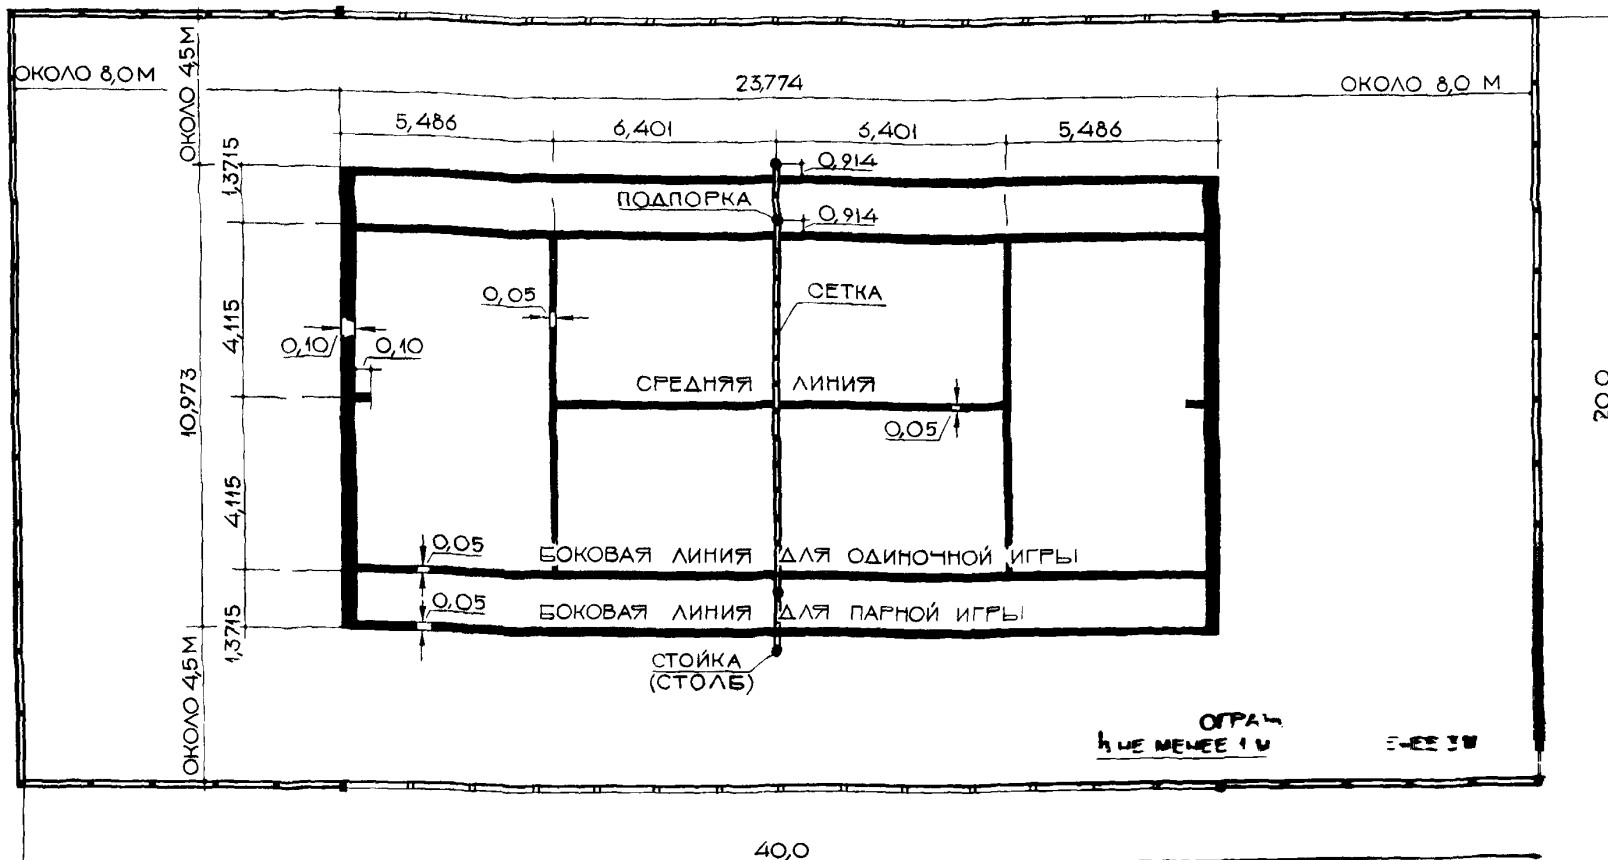 ОКОЛО 8,0 М
ОКОЛО 4,5 М
23,774
ОКОЛО 8,0 М
5,486
6,401
6,401
5,486
1,3715
0,914
ПОДПОРКА
0,914
0,05
СЕТКА
4,115
0,10
0,10
СРЕДНЯЯ ЛИНИЯ
10,973
0,05
20,0
4,115
0,05
БОКОВАЯ ЛИНИЯ ДЛЯ ОДИНОЧНОЙ ИГРЫ
0,05
БОКОВАЯ ЛИНИЯ ДЛЯ ПАРНОЙ ИГРЫ
1,3715
СТОЙКА
(СТОЛБ)
ОКОЛО 4,5 М
h НЕ МЕНЕЕ 1 М
40,0